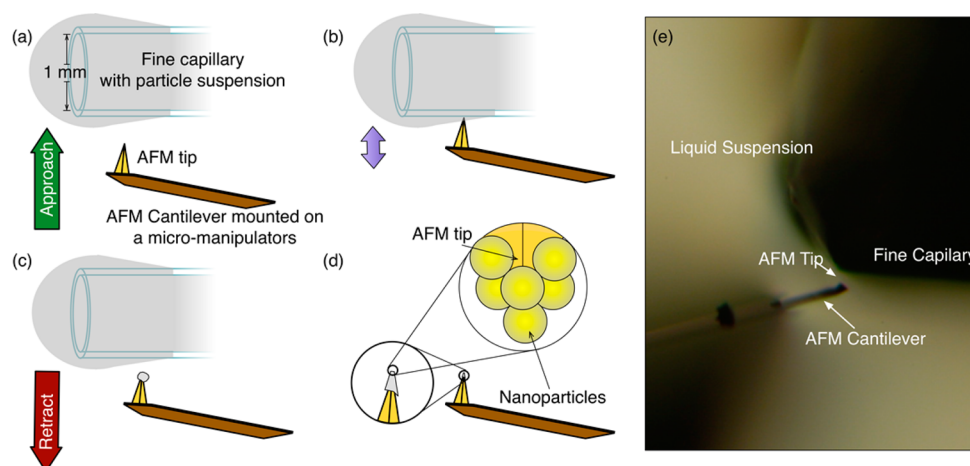 (a)
1 mm
Fine capillary
with particle suspension
Approach
AFM tip
AFM Cantilever mounted on
a micro-manipulators
(b)
(c)
Retract
(d)
AFM tip
Nanoparticles
(e)
Liquid Suspension
AFM Tip
Fine Capilary
AFM Cantilever